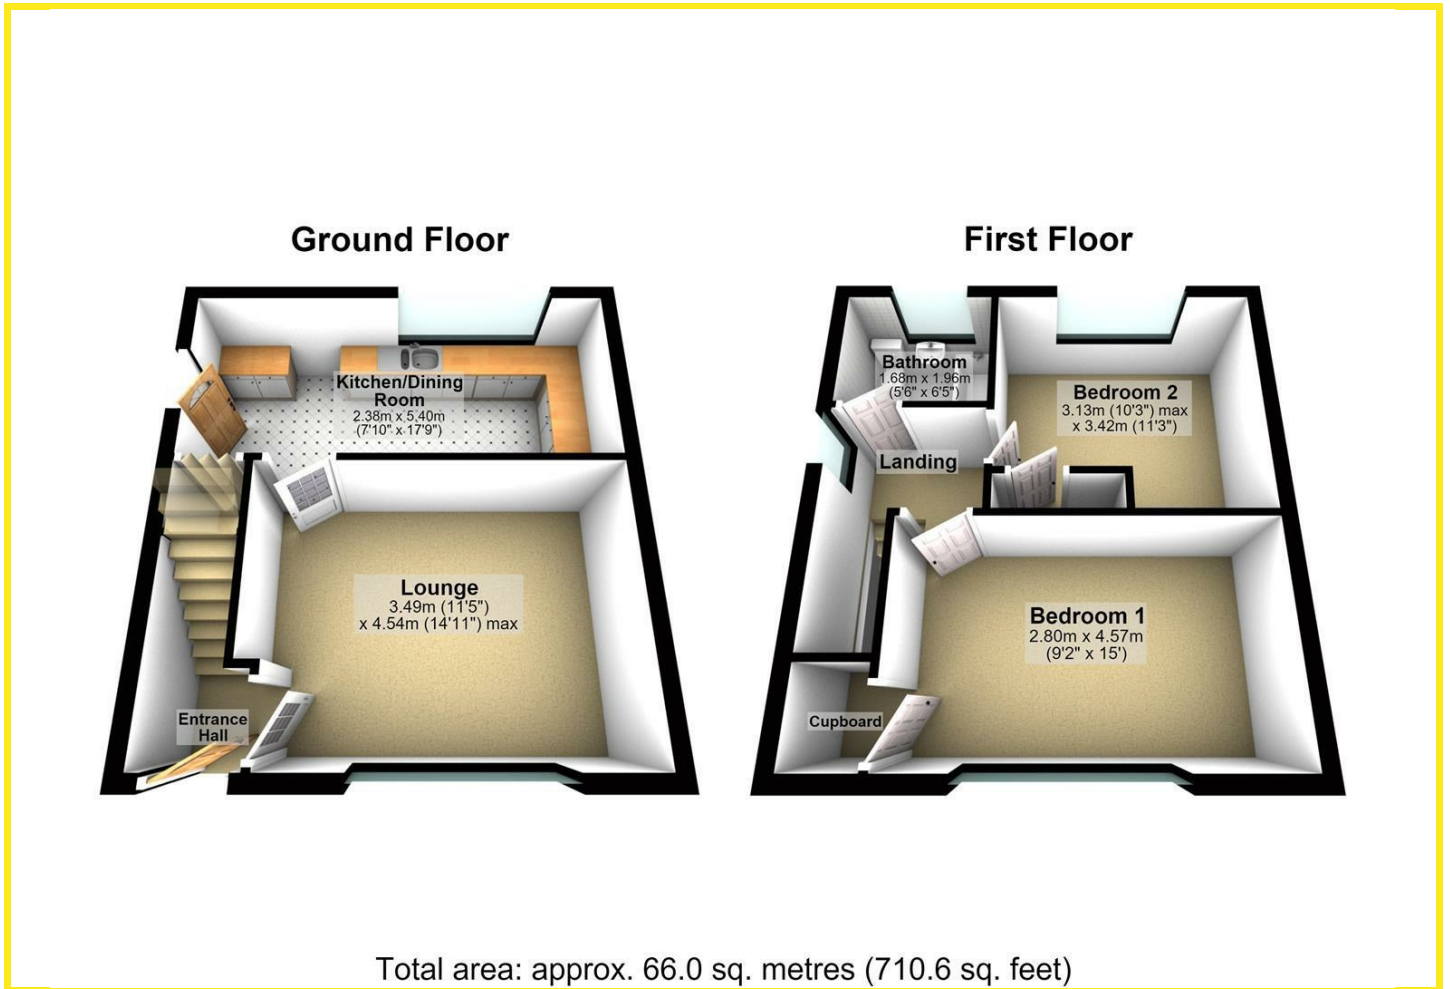 Ground Floor
Kitchen/Dining
Room
2.38m x 5.40m
(7'10" x 17'9")
Lounge
3.49m (11'5")
x 4.54m (14'11") max
Entrance
Hall
First Floor
Bathroom
1.68m x 1.96m
(5'6" x 6'5")
Bedroom 2
3.13m (10'3") max
x 3.42m (11'3")
Landing
Bedroom 1
2.80m x 4.57m
(9'2" x 15')
Cupboard
Total area: approx. 66.0 sq. metres (710.6 sq. feet)